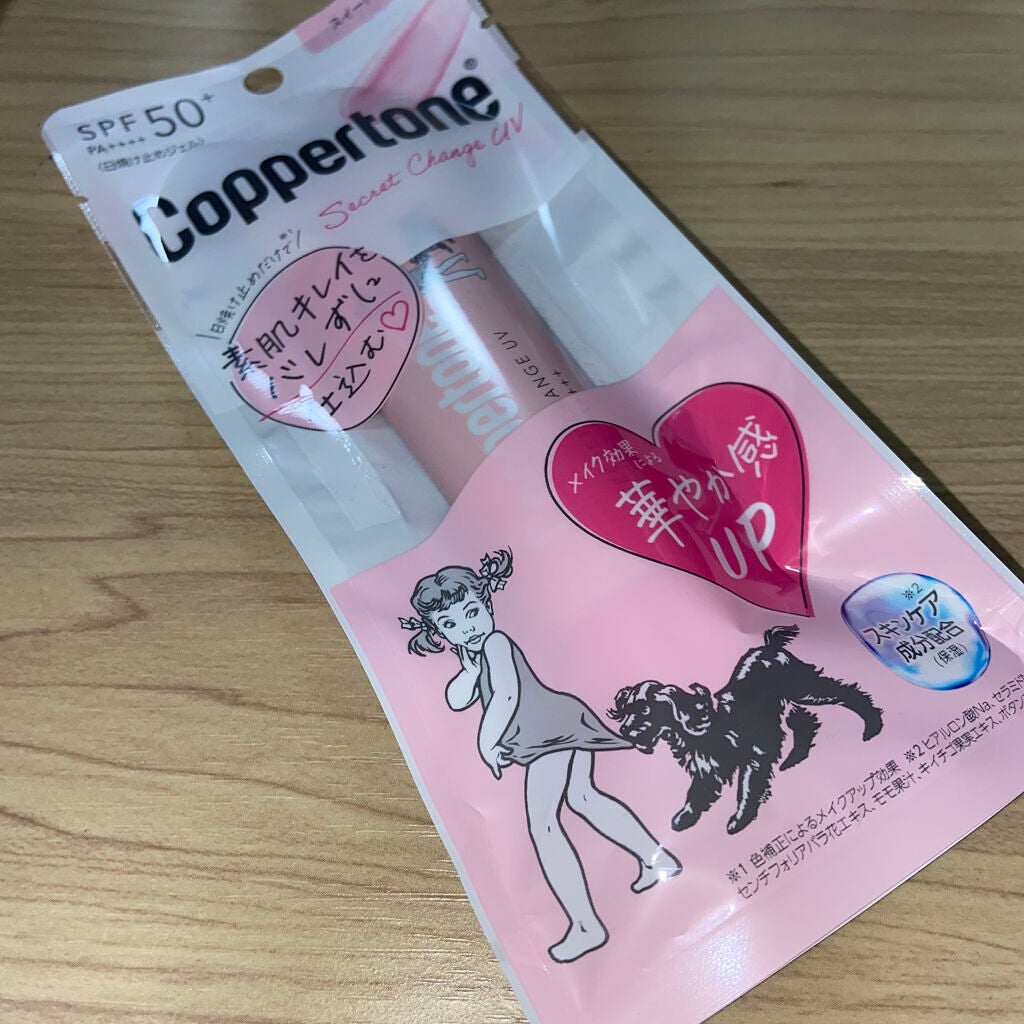 SPF 50+
PA++++
〈日焼け止めジェル〉
Coppertone®
Secret Change UV
日焼け止めだけで※1
素肌キレイを
バレずに
仕込む♡
ANGE UV
++++
メイク効果
による
華やか感
UP
※2
スキンケア
成分配合
(保湿)
※1 色補正によるメイクアップ効果 ※2 ヒアルロン酸Na、セラミド
センチフォリアバラ花エキス、モモ果汁、キイチゴ果実エキス、ボタン